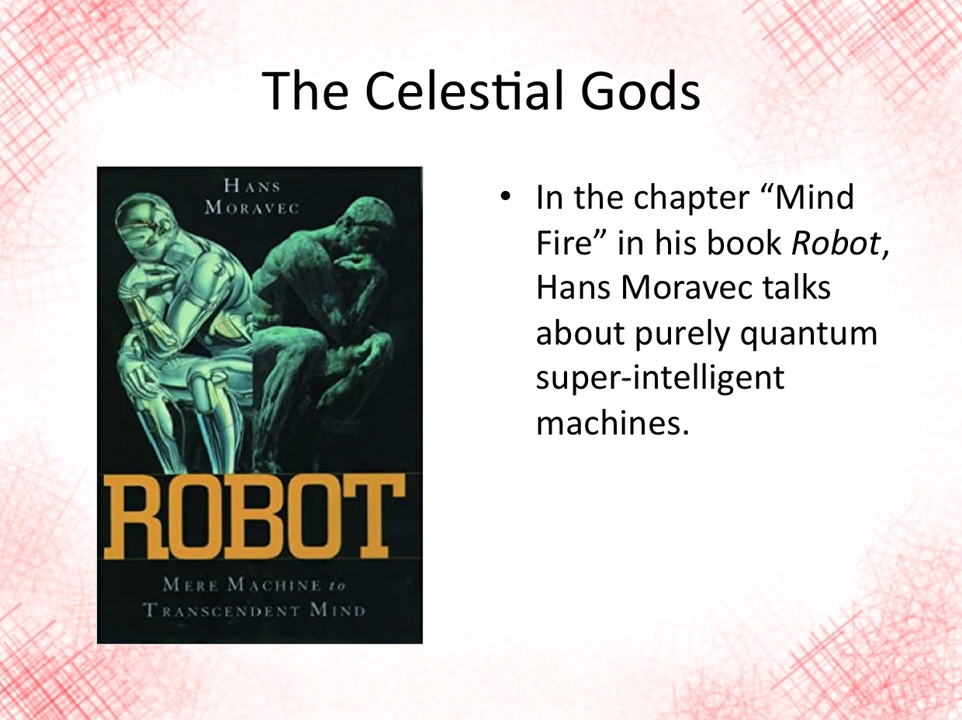 The Celestial Gods
HANS
MORAVEC
ROBOT
MERE MACHINE to
TRANSCENDENT MIND
• In the chapter “Mind
Fire” in his book Robot,
Hans Moravec talks
about purely quantum
super-intelligent
machines.